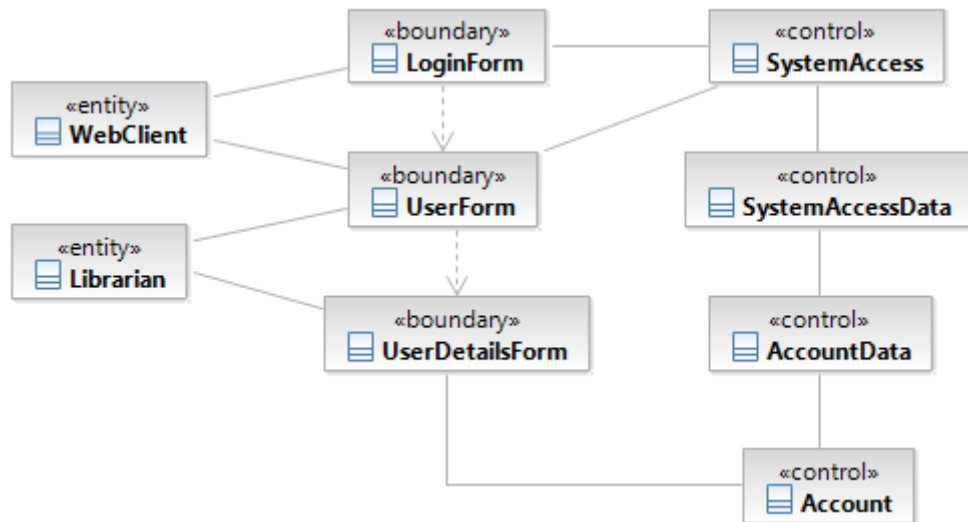 «boundary»
LoginForm
«control»
SystemAccess
«entity»
WebClient
«boundary»
UserForm
«control»
SystemAccessData
«entity»
Librarian
«boundary»
UserDetailsForm
«control»
AccountData
«control»
Account